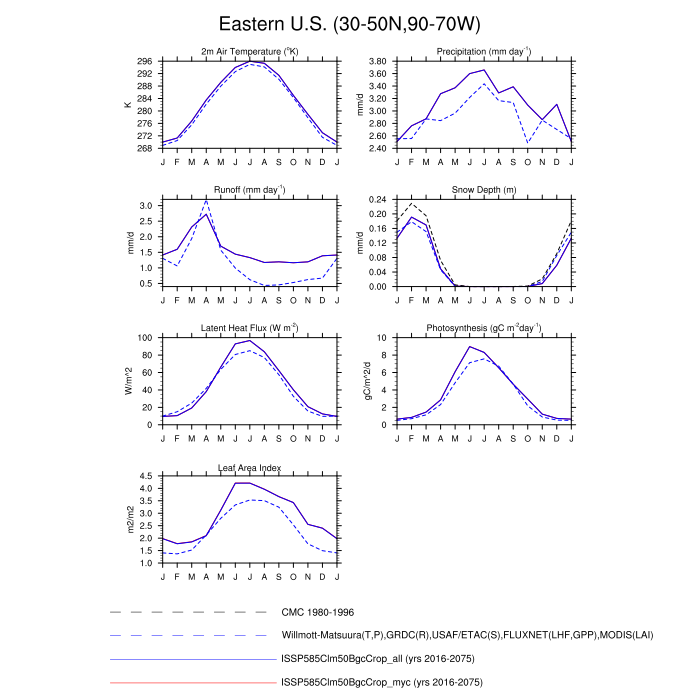 Eastern U.S. (30-50N,90-70W)
2m Air Temperature (°K)
296
292
288
284
280
276
272
268
K
J F M A M J J A S O N D J
Precipitation (mm day⁻¹)
3.80
3.60
3.40
3.20
3.00
2.80
2.60
2.40
mm/d
J F M A M J J A S O N D J
Runoff (mm day⁻¹)
3.0
2.5
2.0
1.5
1.0
0.5
mm/d
J F M A M J J A S O N D J
Snow Depth (m)
0.24
0.20
0.16
0.12
0.08
0.04
0.00
mm/d
J F M A M J J A S O N D J
Latent Heat Flux (W m⁻²)
100
80
60
40
20
0
W/m^2
J F M A M J J A S O N D J
Photosynthesis (gC m⁻²day⁻¹)
10
8
6
4
2
0
gC/m^2/d
J F M A M J J A S O N D J
Leaf Area Index
4.5
4.0
3.5
3.0
2.5
2.0
1.5
1.0
m2/m2
J F M A M J J A S O N D J
CMC 1980-1996
Willmott-Matsuura(T,P),GRDC(R),USAF/ETAC(S),FLUXNET(LHF,GPP),MODIS(LAI)
ISSP585Clm50BgcCrop_all (yrs 2016-2075)
ISSP585Clm50BgcCrop_myc (yrs 2016-2075)